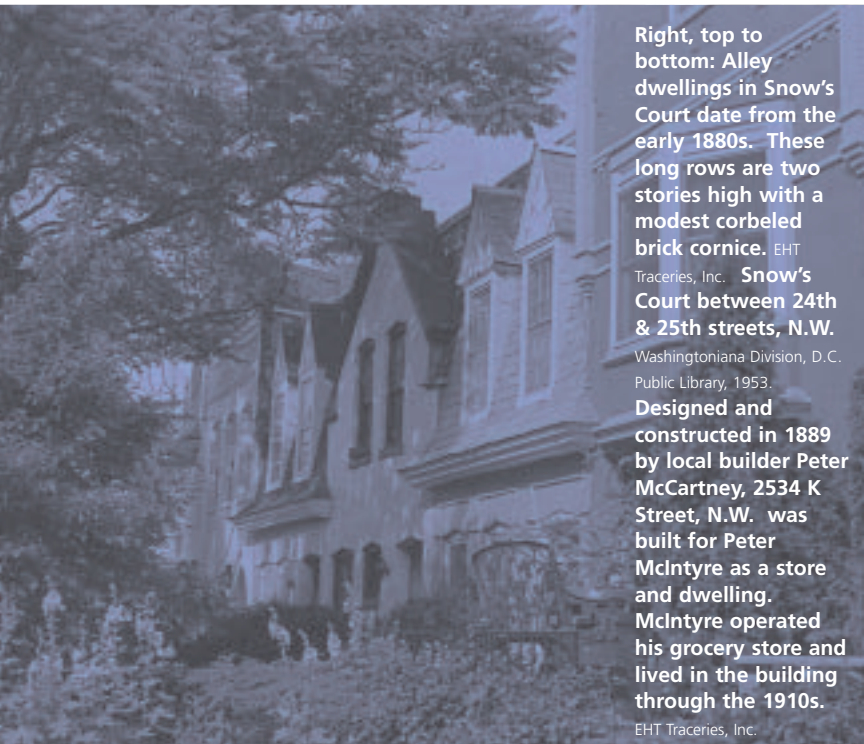 Right, top to
bottom: Alley
dwellings in Snow's
Court date from the
early 1880s.  These
long rows are two
stories high with a
modest corbeled
brick cornice. EHT
Traceries, Inc.  Snow's
Court between 24th
& 25th streets, N.W.
Washingtoniana Division, D.C.
Public Library, 1953.
Designed and
constructed in 1889
by local builder Peter
McCartney, 2534 K
Street, N.W.  was
built for Peter
McIntyre as a store
and dwelling.
McIntyre operated
his grocery store and
lived in the building
through the 1910s.
EHT Traceries, Inc.